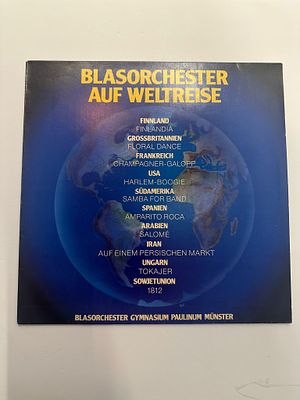 BLASORCHESTER
AUF WELTREISE
FINNLAND
FINLANDIA
GROSSBRITANNIEN
FLORAL DANCE
FRANKREICH
CHAMPAGNER-GALOPP
USA
HARLEM-BOOGIE
SÜDAMERIKA
SAMBA FOR BAND
SPANIEN
AMPARITO ROCA
ARABIEN
SALOMÉ
IRAN
AUF EINEM PERSISCHEN MARKT
UNGARN
TOKAJER
SOWJETUNION
1812
BLASORCHESTER GYMNASIUM PAULINUM MÜNSTER